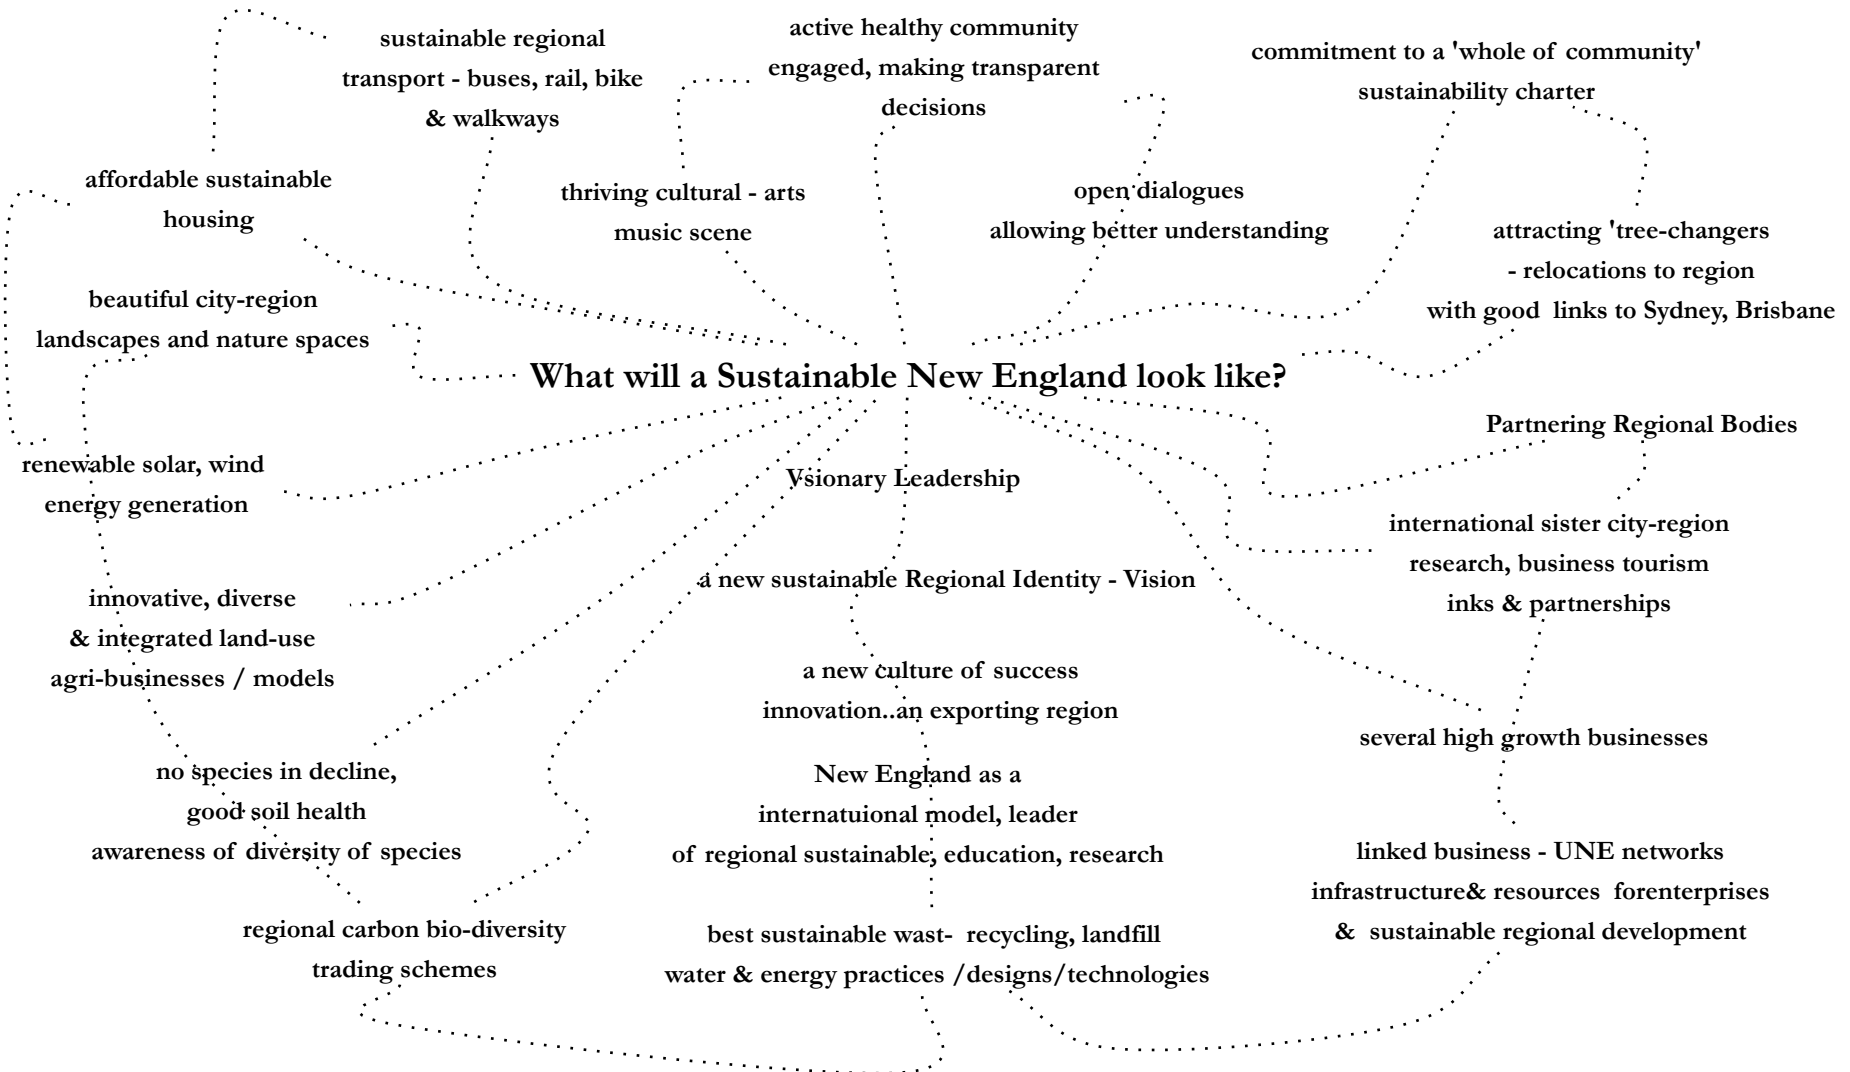 sustainable regional
transport - buses, rail, bike
& walkways
active healthy community
engaged, making transparent
decisions
commitment to a 'whole of community'
sustainability charter
affordable sustainable
housing
thriving cultural - arts
music scene
open dialogues
allowing better understanding
attracting 'tree-changers
- relocations to region
with good links to Sydney, Brisbane
beautiful city-region
landscapes and nature spaces
What will a Sustainable New England look like?
Partnering Regional Bodies
renewable solar, wind
energy generation
Vsionary Leadership
international sister city-region
research, business tourism
inks & partnerships
a new sustainable Regional Identity - Vision
innovative, diverse
& integrated land-use
agri-businesses / models
a new culture of success
innovation..an exporting region
several high growth businesses
no species in decline,
good soil health
awareness of diversity of species
New England as a
internatuional model, leader
of regional sustainable, education, research
linked business - UNE networks
infrastructure& resources forenterprises
& sustainable regional development
regional carbon bio-diversity
trading schemes
best sustainable wast- recycling, landfill
water & energy practices /designs/technologies